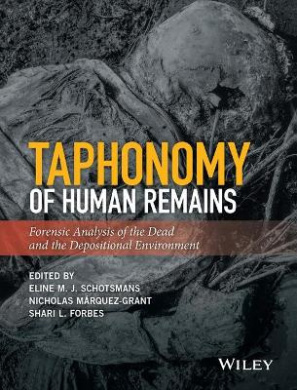 TAPHONOMY
OF HUMAN REMAINS
Forensic Analysis of the Dead
and the Depositional Environment
EDITED BY
ELINE M. J. SCHOTSMANS
NICHOLAS MÁRQUEZ-GRANT
SHARI L. FORBES
WILEY